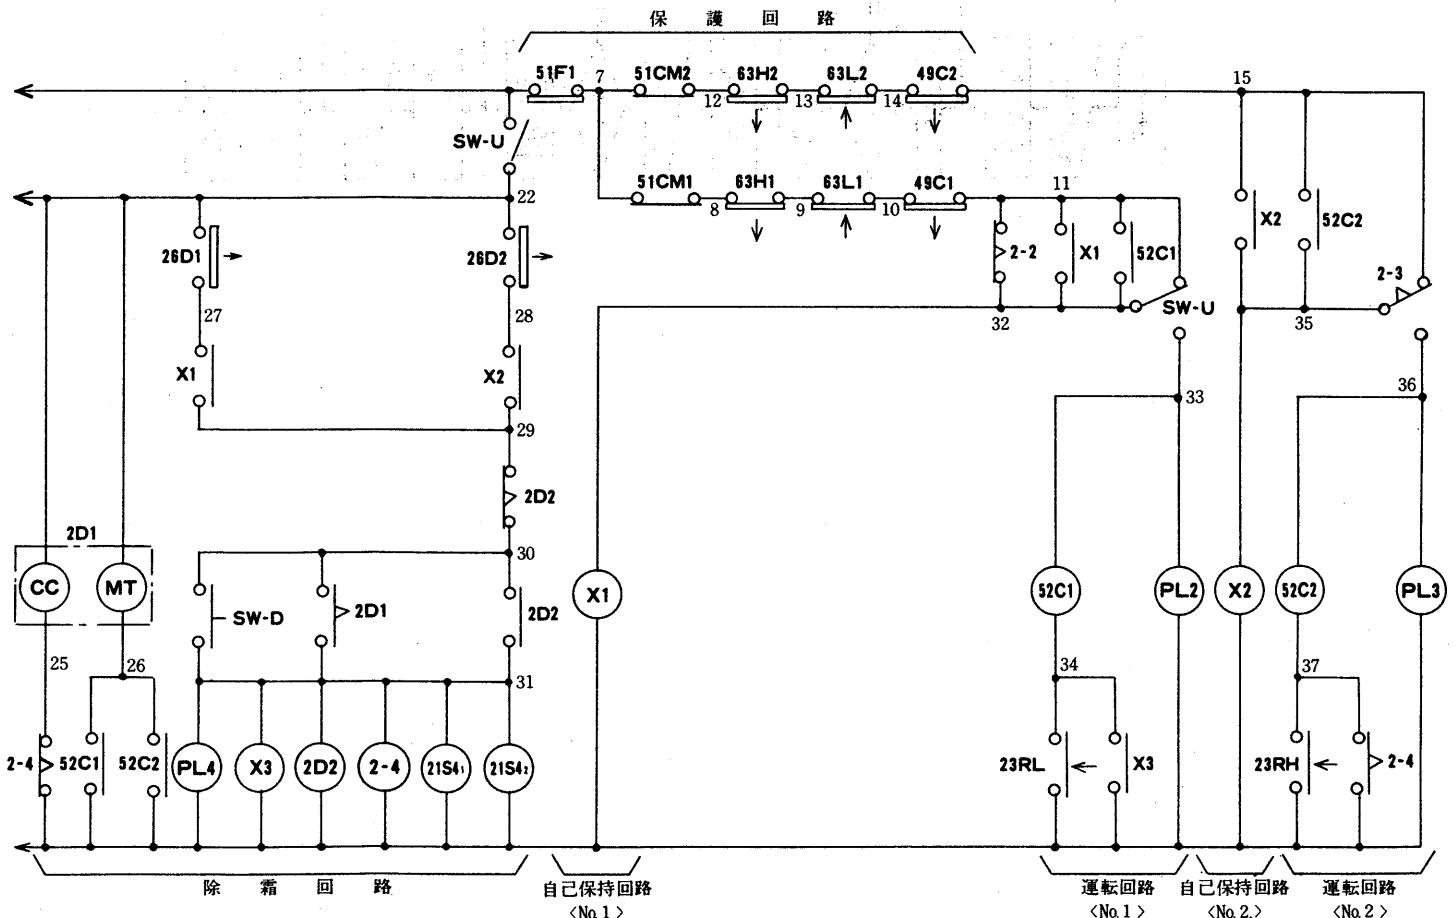 保護回路
51F1 7 51CM2 63H2 63L2 49C2 15
12 13 14
SW-U
51CM1 63H1 63L1 49C1 11
22 8 9 10
X2 52C2
26D1 26D2 2-2 X1 52C1
2-3
27 28 32 SW-U 35
X1 X2
33 36
29
2D2
2D1
30
CC MT X1 52C1 PL2 X2 52C2 PL3
SW-D 2D1 2D2
25 26 31 34 37
2-4 52C1 52C2 PL4 X3 2D2 2-4 21S4₁ 21S4₂ 23RL X3 23RH 2-4
除霜回路 自己保持回路 運転回路 自己保持回路 運転回路
〈No.1〉 〈No.1〉 〈No.2.〉 〈No.2〉